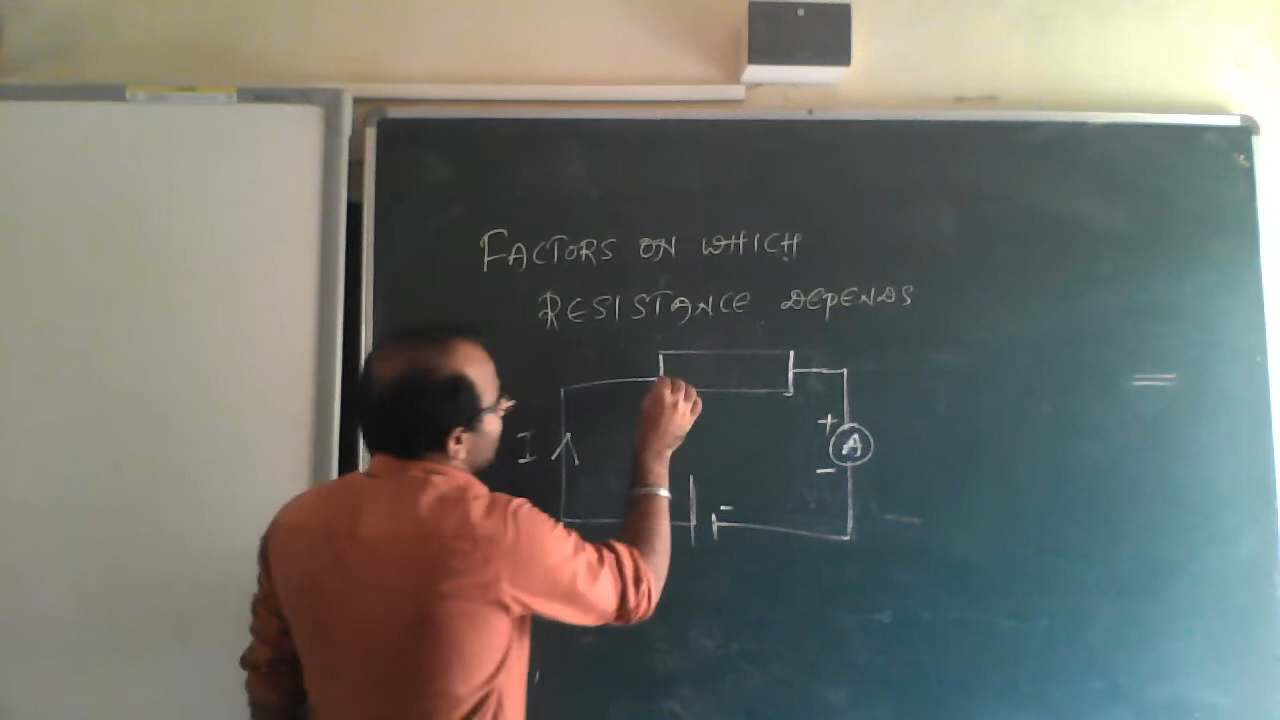 FACTORS ON WHICH
RESISTANCE DEPENDS
I
+
A
-
-